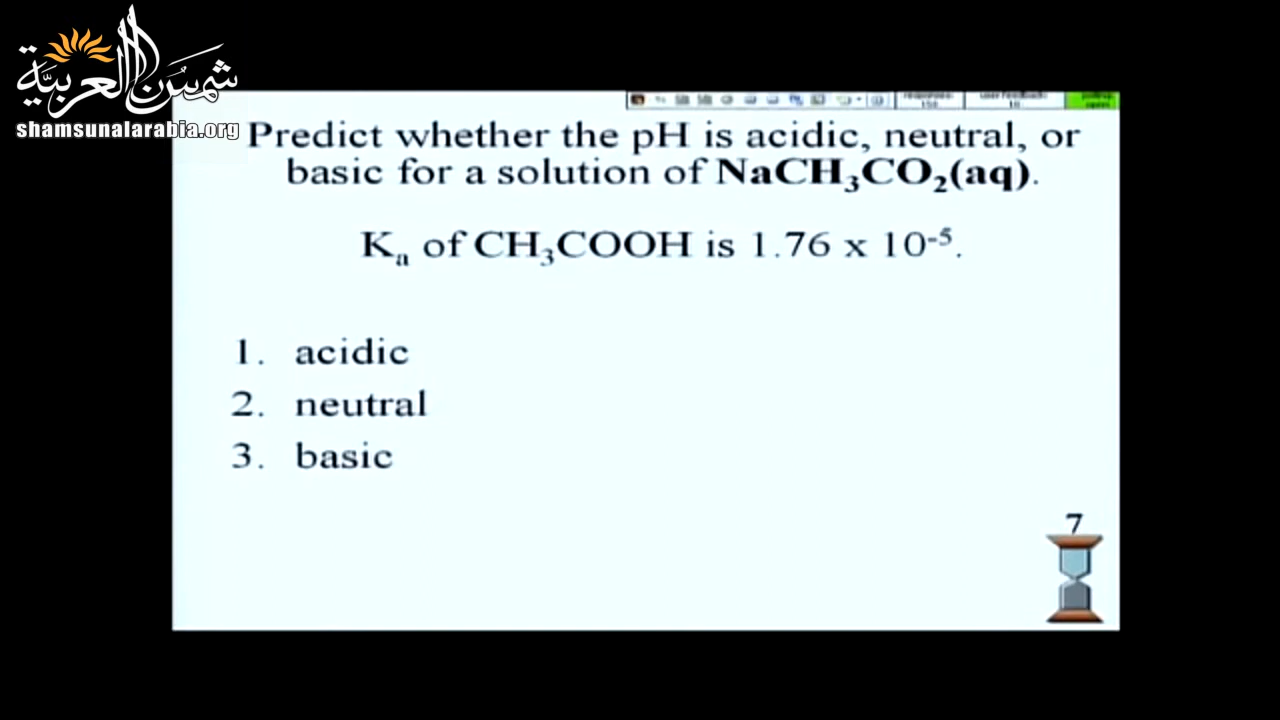 شمس العربية
shamsunalarabia.org
Predict whether the pH is acidic, neutral, or
basic for a solution of NaCH₃CO₂(aq).
Kₐ of CH₃COOH is 1.76 x 10⁻⁵.
1. acidic
2. neutral
3. basic
7